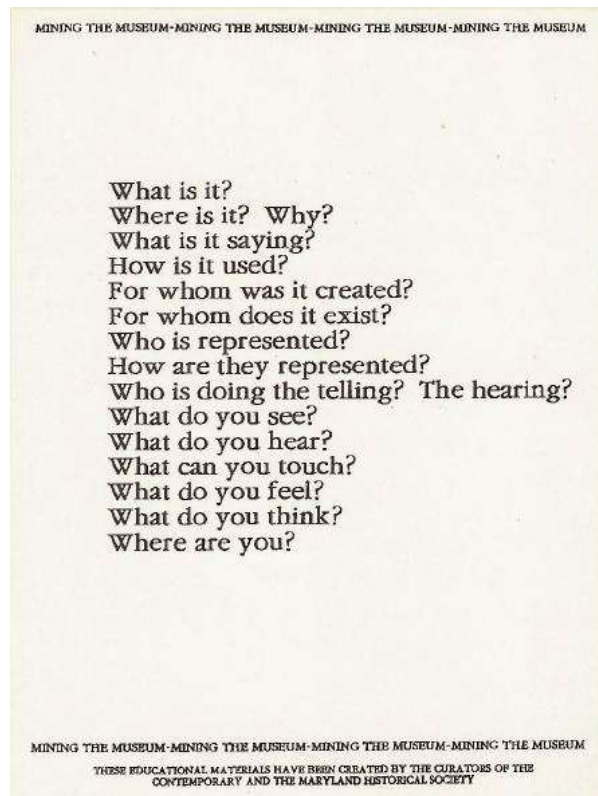 MINING THE MUSEUM-MINING THE MUSEUM-MINING THE MUSEUM-MINING THE MUSEUM
What is it?
Where is it?  Why?
What is it saying?
How is it used?
For whom was it created?
For whom does it exist?
Who is represented?
How are they represented?
Who is doing the telling?  The hearing?
What do you see?
What do you hear?
What can you touch?
What do you feel?
What do you think?
Where are you?
MINING THE MUSEUM-MINING THE MUSEUM-MINING THE MUSEUM-MINING THE MUSEUM
THESE EDUCATIONAL MATERIALS HAVE BEEN CREATED BY THE CURATORS OF THE
CONTEMPORARY AND THE MARYLAND HISTORICAL SOCIETY